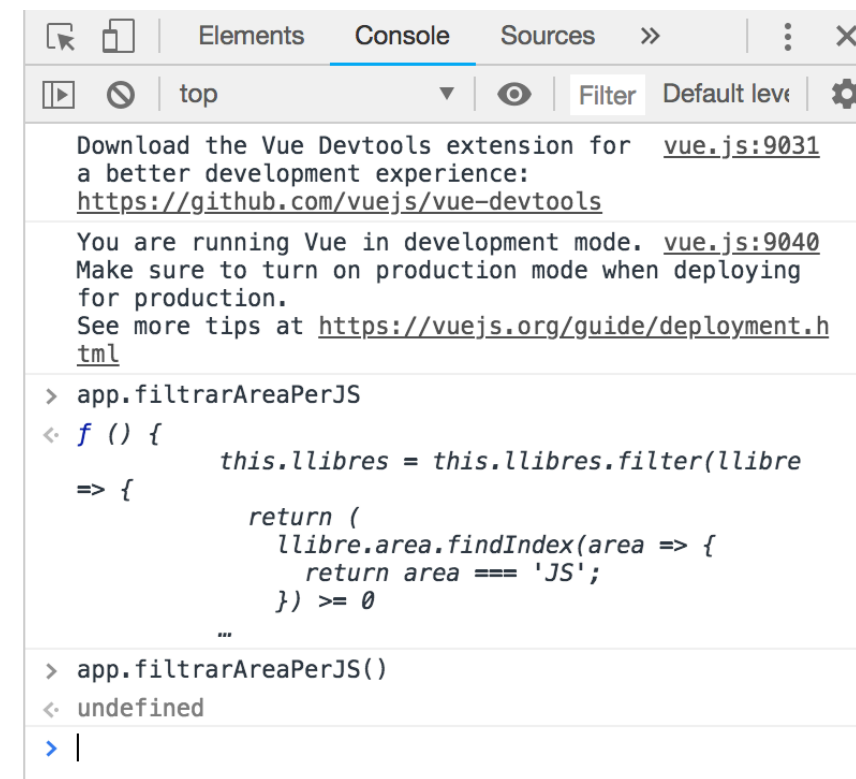 Elements Console Sources »
top Filter Default leve
Download the Vue Devtools extension for vue.js:9031
a better development experience:
https://github.com/vuejs/vue-devtools
You are running Vue in development mode. vue.js:9040
Make sure to turn on production mode when deploying
for production.
See more tips at https://vuejs.org/guide/deployment.h
tml
> app.filtrarAreaPerJS
ƒ () {
this.llibres = this.llibres.filter(llibre
=> {
return (
llibre.area.findIndex(area => {
return area === 'JS';
}) >= 0
…
> app.filtrarAreaPerJS()
undefined
>